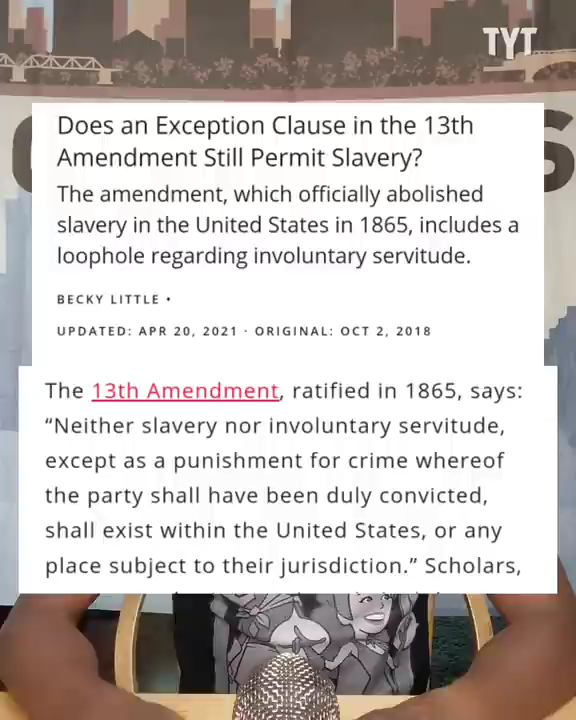 TYT
Does an Exception Clause in the 13th
Amendment Still Permit Slavery?
The amendment, which officially abolished
slavery in the United States in 1865, includes a
loophole regarding involuntary servitude.
BECKY LITTLE •
UPDATED: APR 20, 2021 · ORIGINAL: OCT 2, 2018
The 13th Amendment, ratified in 1865, says:
“Neither slavery nor involuntary servitude,
except as a punishment for crime whereof
the party shall have been duly convicted,
shall exist within the United States, or any
place subject to their jurisdiction.” Scholars,